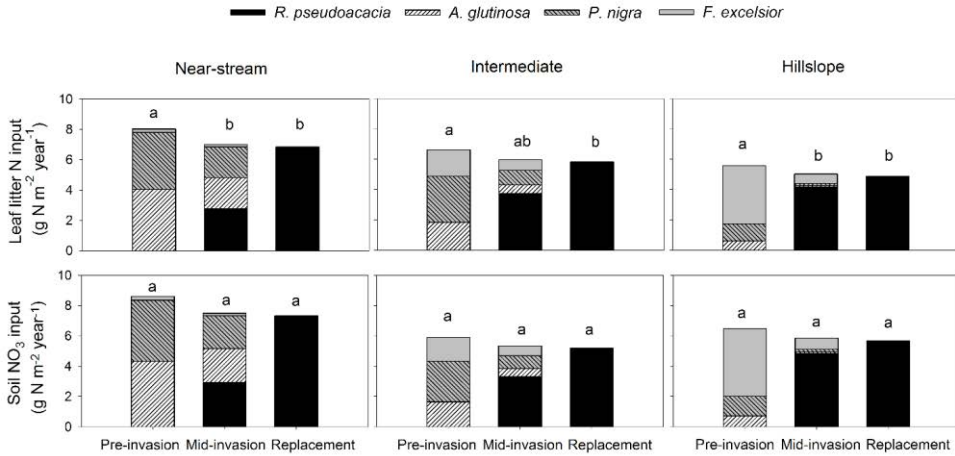 R. pseudoacacia A. glutinosa P. nigra F. excelsior
Near-stream Intermediate Hillslope
Leaf litter N input
(g N m⁻² year⁻¹)
10
8
6
4
2
0
a b b
a ab b
a b b
Soil NO₃ input
(g N m⁻² year⁻¹)
10
8
6
4
2
0
a a a
a a a
a a a
Pre-invasion Mid-invasion Replacement Pre-invasion Mid-invasion Replacement Pre-invasion Mid-invasion Replacement